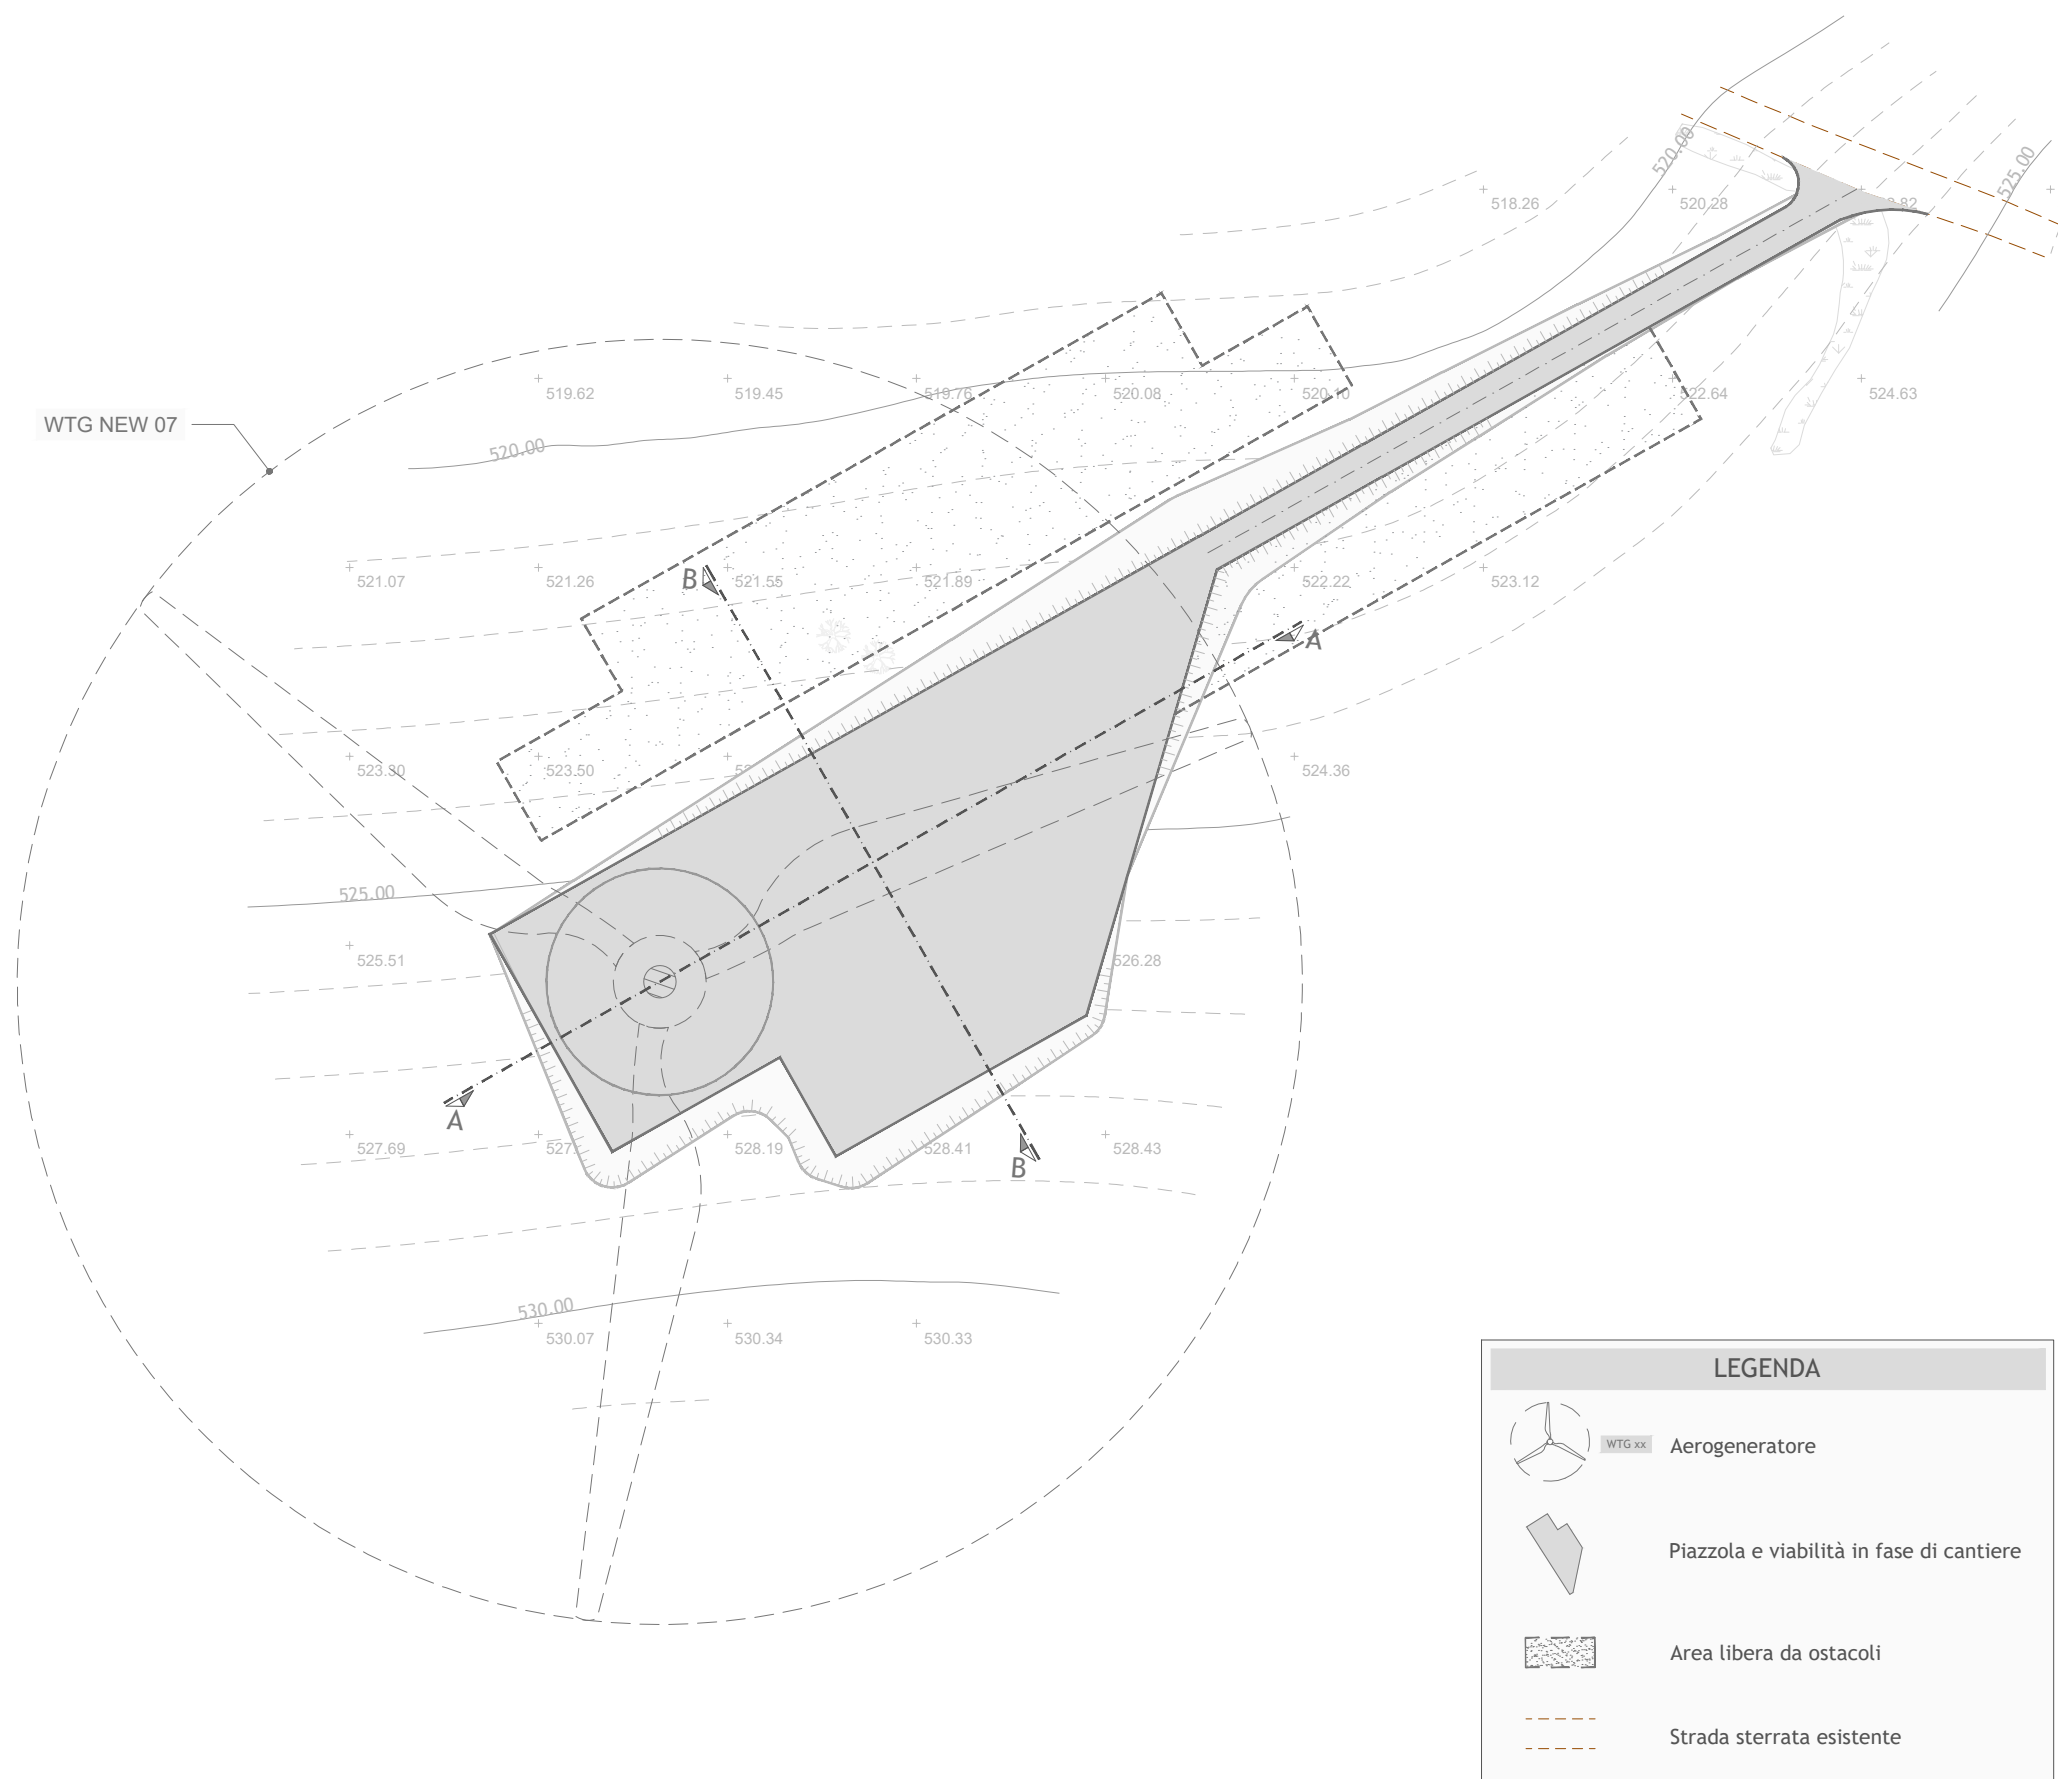 520.00
525.00
518.26
520.28
WTG NEW 07
519.62
519.45
519.76
520.08
520.10
522.64
524.63
520.00
B
521.07
521.26
521.55
521.89
522.22
523.12
A
523.30
523.50
524.36
525.00
525.51
526.28
A
527.69
528.19
528.41
528.43
B
530.00
530.07
530.34
530.33
LEGENDA
WTG xx
Aerogeneratore
Piazzola e viabilità in fase di cantiere
Area libera da ostacoli
Strada sterrata esistente